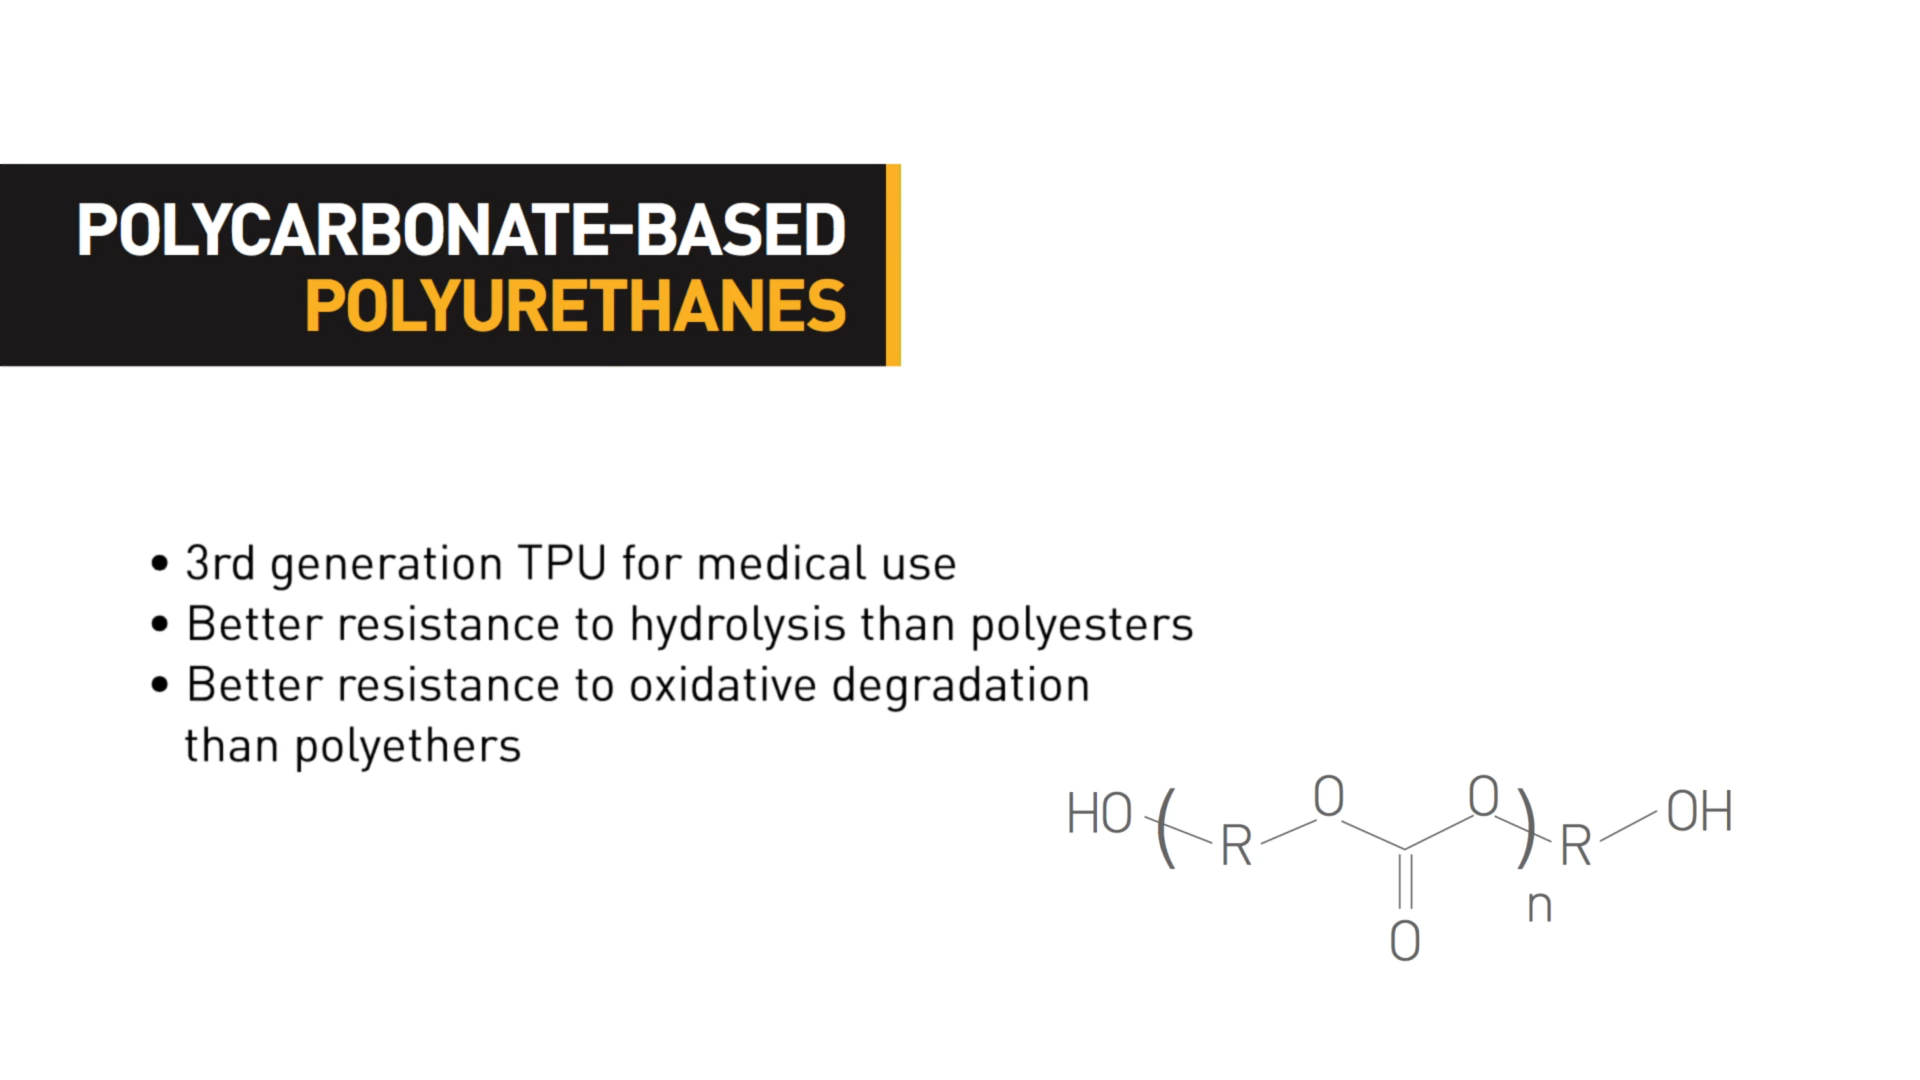 POLYCARBONATE-BASED
POLYURETHANES
• 3rd generation TPU for medical use
• Better resistance to hydrolysis than polyesters
• Better resistance to oxidative degradation
than polyethers
HO ( R O O ) R OH
n
O